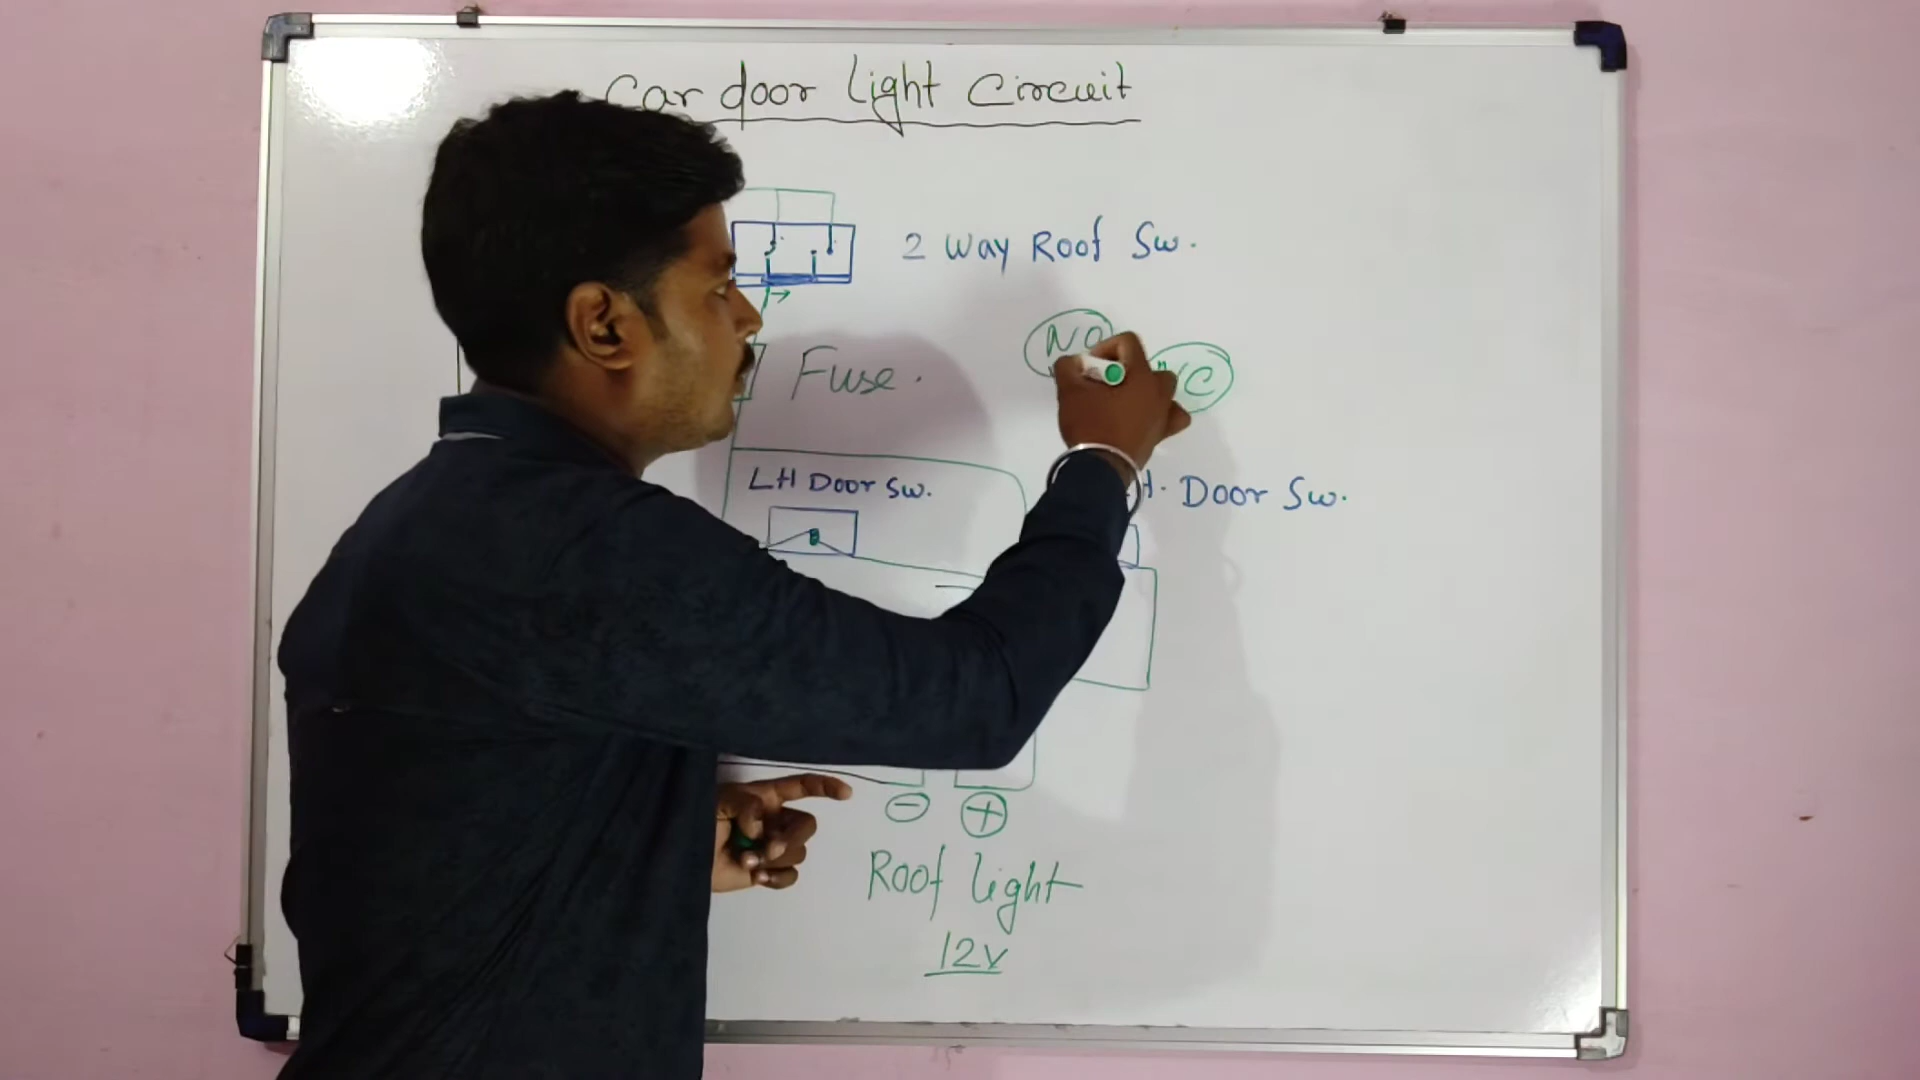 Car door Light Circuit
2 Way Roof Sw.
NO
NC
Fuse.
LH Door Sw.
H. Door Sw.
- +
Roof light
12V